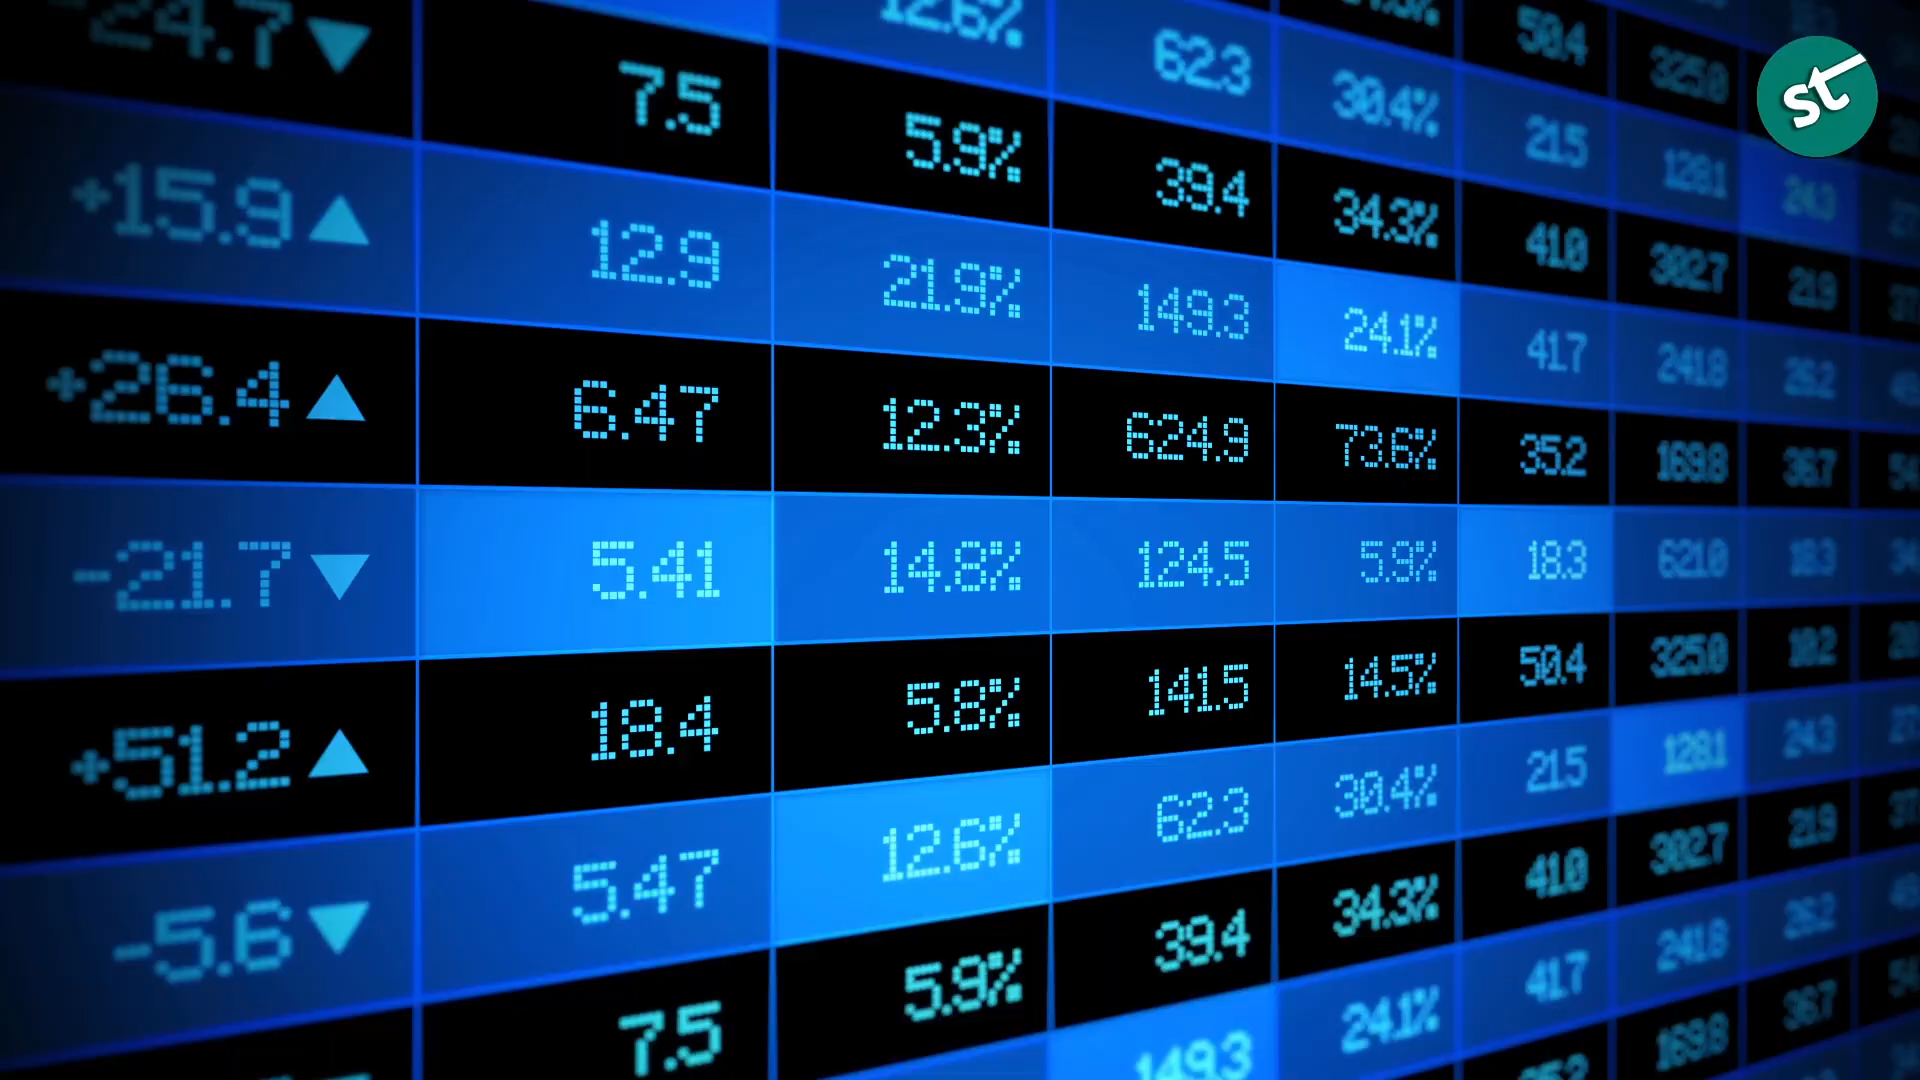 24.7 ▼ 7.5 5.9% 39.4 34.3% 41.0 302.7 21.9
12.6% 62.3 30.4% 21.5 128.1 24.3
50.4 325.0
st
+15.9 ▲ 12.9 21.9% 149.3 24.1% 41.7 241.8 26.2
+26.4 ▲ 6.47 12.3% 624.9 73.6% 35.2 169.8 36.7
-21.7 ▼ 5.41 14.8% 124.5 5.9% 18.3 621.0 18.3
+51.2 ▲ 18.4 5.8% 141.5 14.5% 50.4 325.0 10.2
-5.6 ▼ 5.47 12.6% 62.3 30.4% 21.5 128.1 24.3
7.5 5.9% 39.4 34.3% 41.0 302.7 21.9
149.3 24.1% 41.7 241.8 26.2
35.2 169.8 36.7